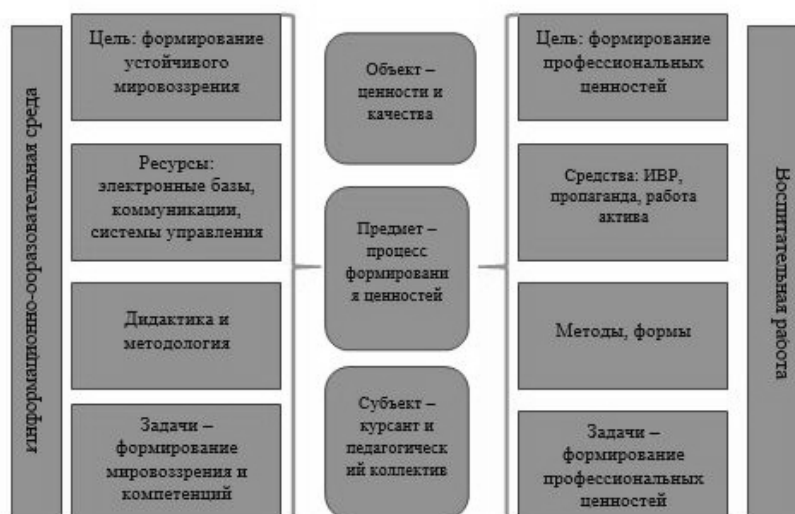 Информационно-образовательная среда
Цель: формирование
устойчивого
мировоззрения
Ресурсы:
электронные базы,
коммуникации,
системы управления
Дидактика и
методология
Задачи –
формирование
мировоззрения и
компетенций
Объект –
ценности и
качества
Предмет –
процесс
формировани
я ценностей
Субъект –
курсант и
педагогическ
ий коллектив
Цель: формирование
профессиональных
ценностей
Средства: ИВР,
пропаганда, работа
актива
Методы, формы
Задачи –
формирование
профессиональных
ценностей
Воспитательная работа